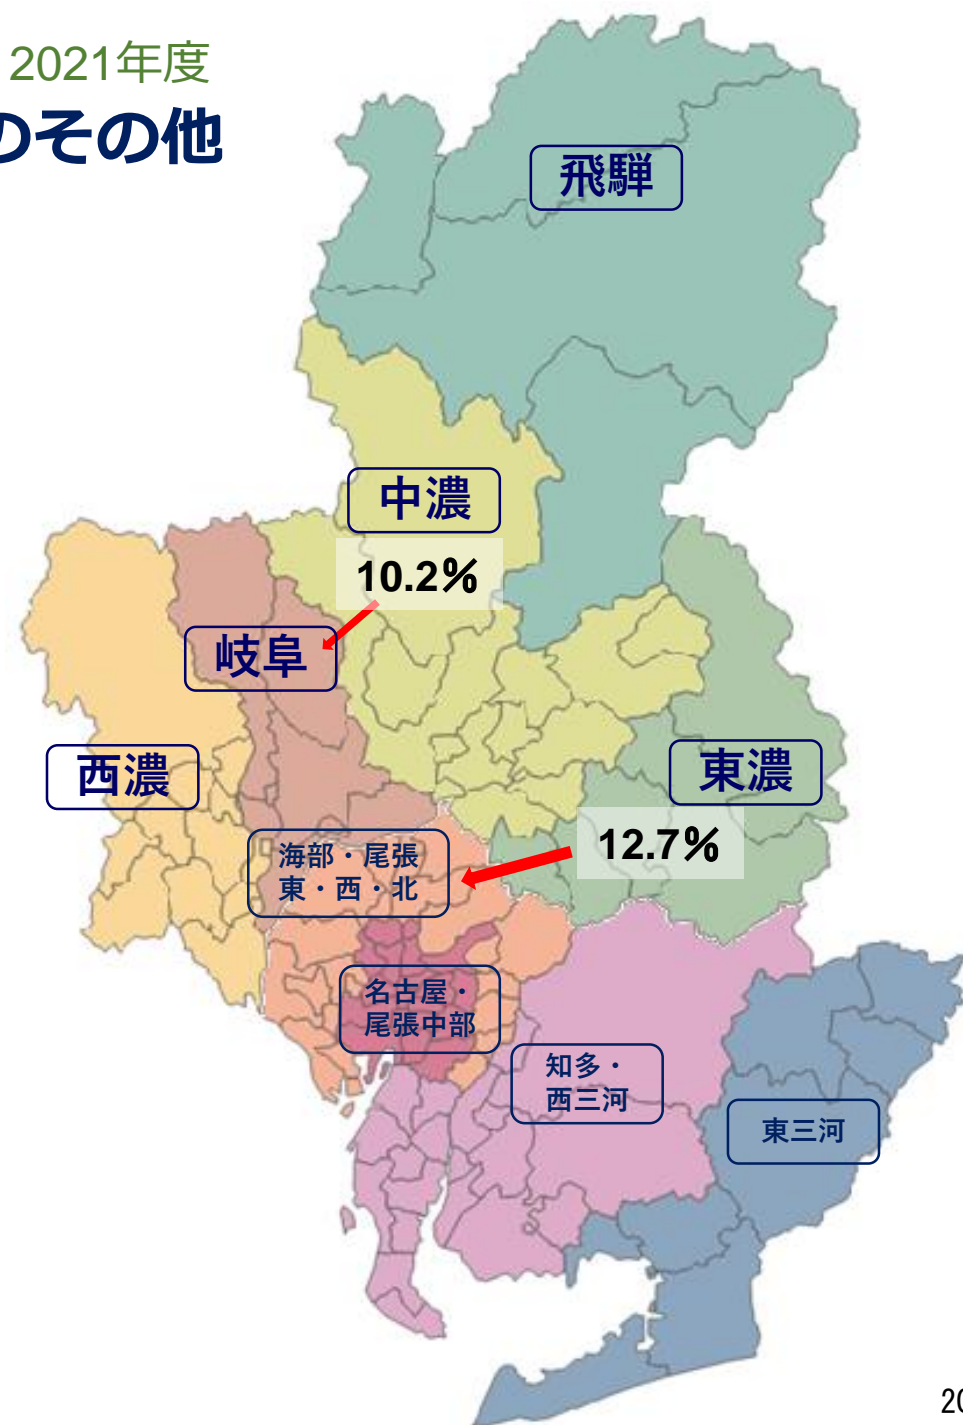 2021年度
のその他
飛騨
中濃
10.2%
岐阜
西濃
東濃
海部・尾張
東・西・北
12.7%
名古屋・
尾張中部
知多・
西三河
東三河
20